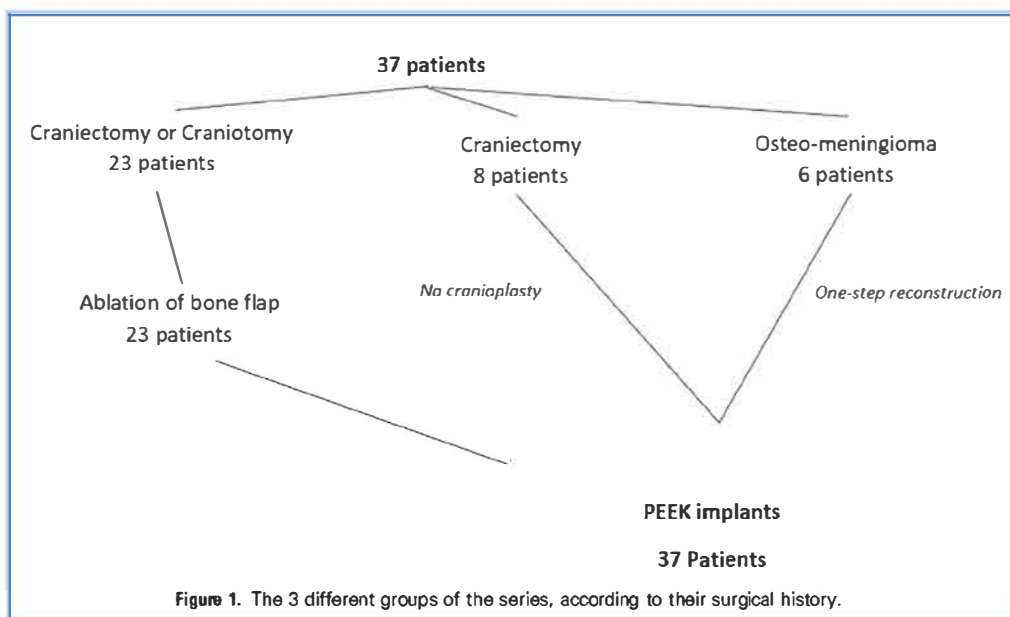 37 patients
Craniectomy or Craniotomy
23 patients
Craniectomy
8 patients
Osteo-meningioma
6 patients
Ablation of bone flap
23 patients
No cranioplasty
One-step reconstruction
PEEK implants
37 Patients
Figure 1. The 3 different groups of the series, according to their surgical history.